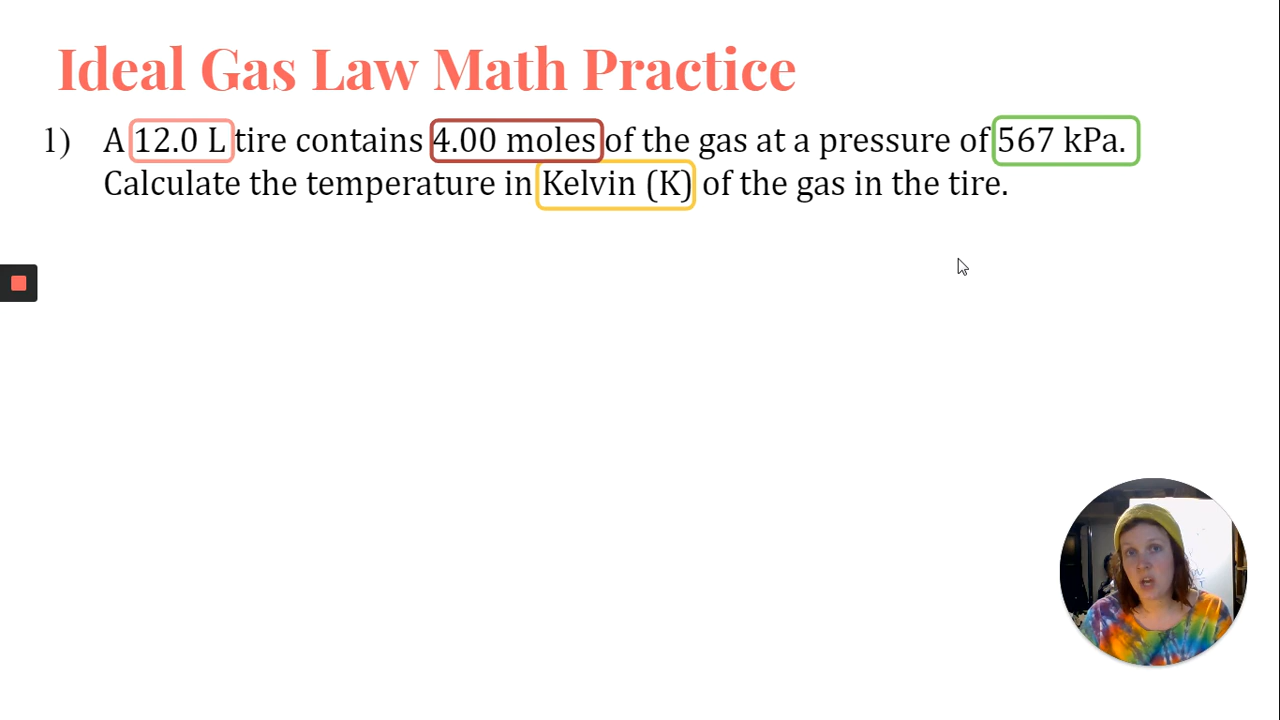 Ideal Gas Law Math Practice
1) A 12.0 L tire contains 4.00 moles of the gas at a pressure of 567 kPa.
Calculate the temperature in Kelvin (K) of the gas in the tire.